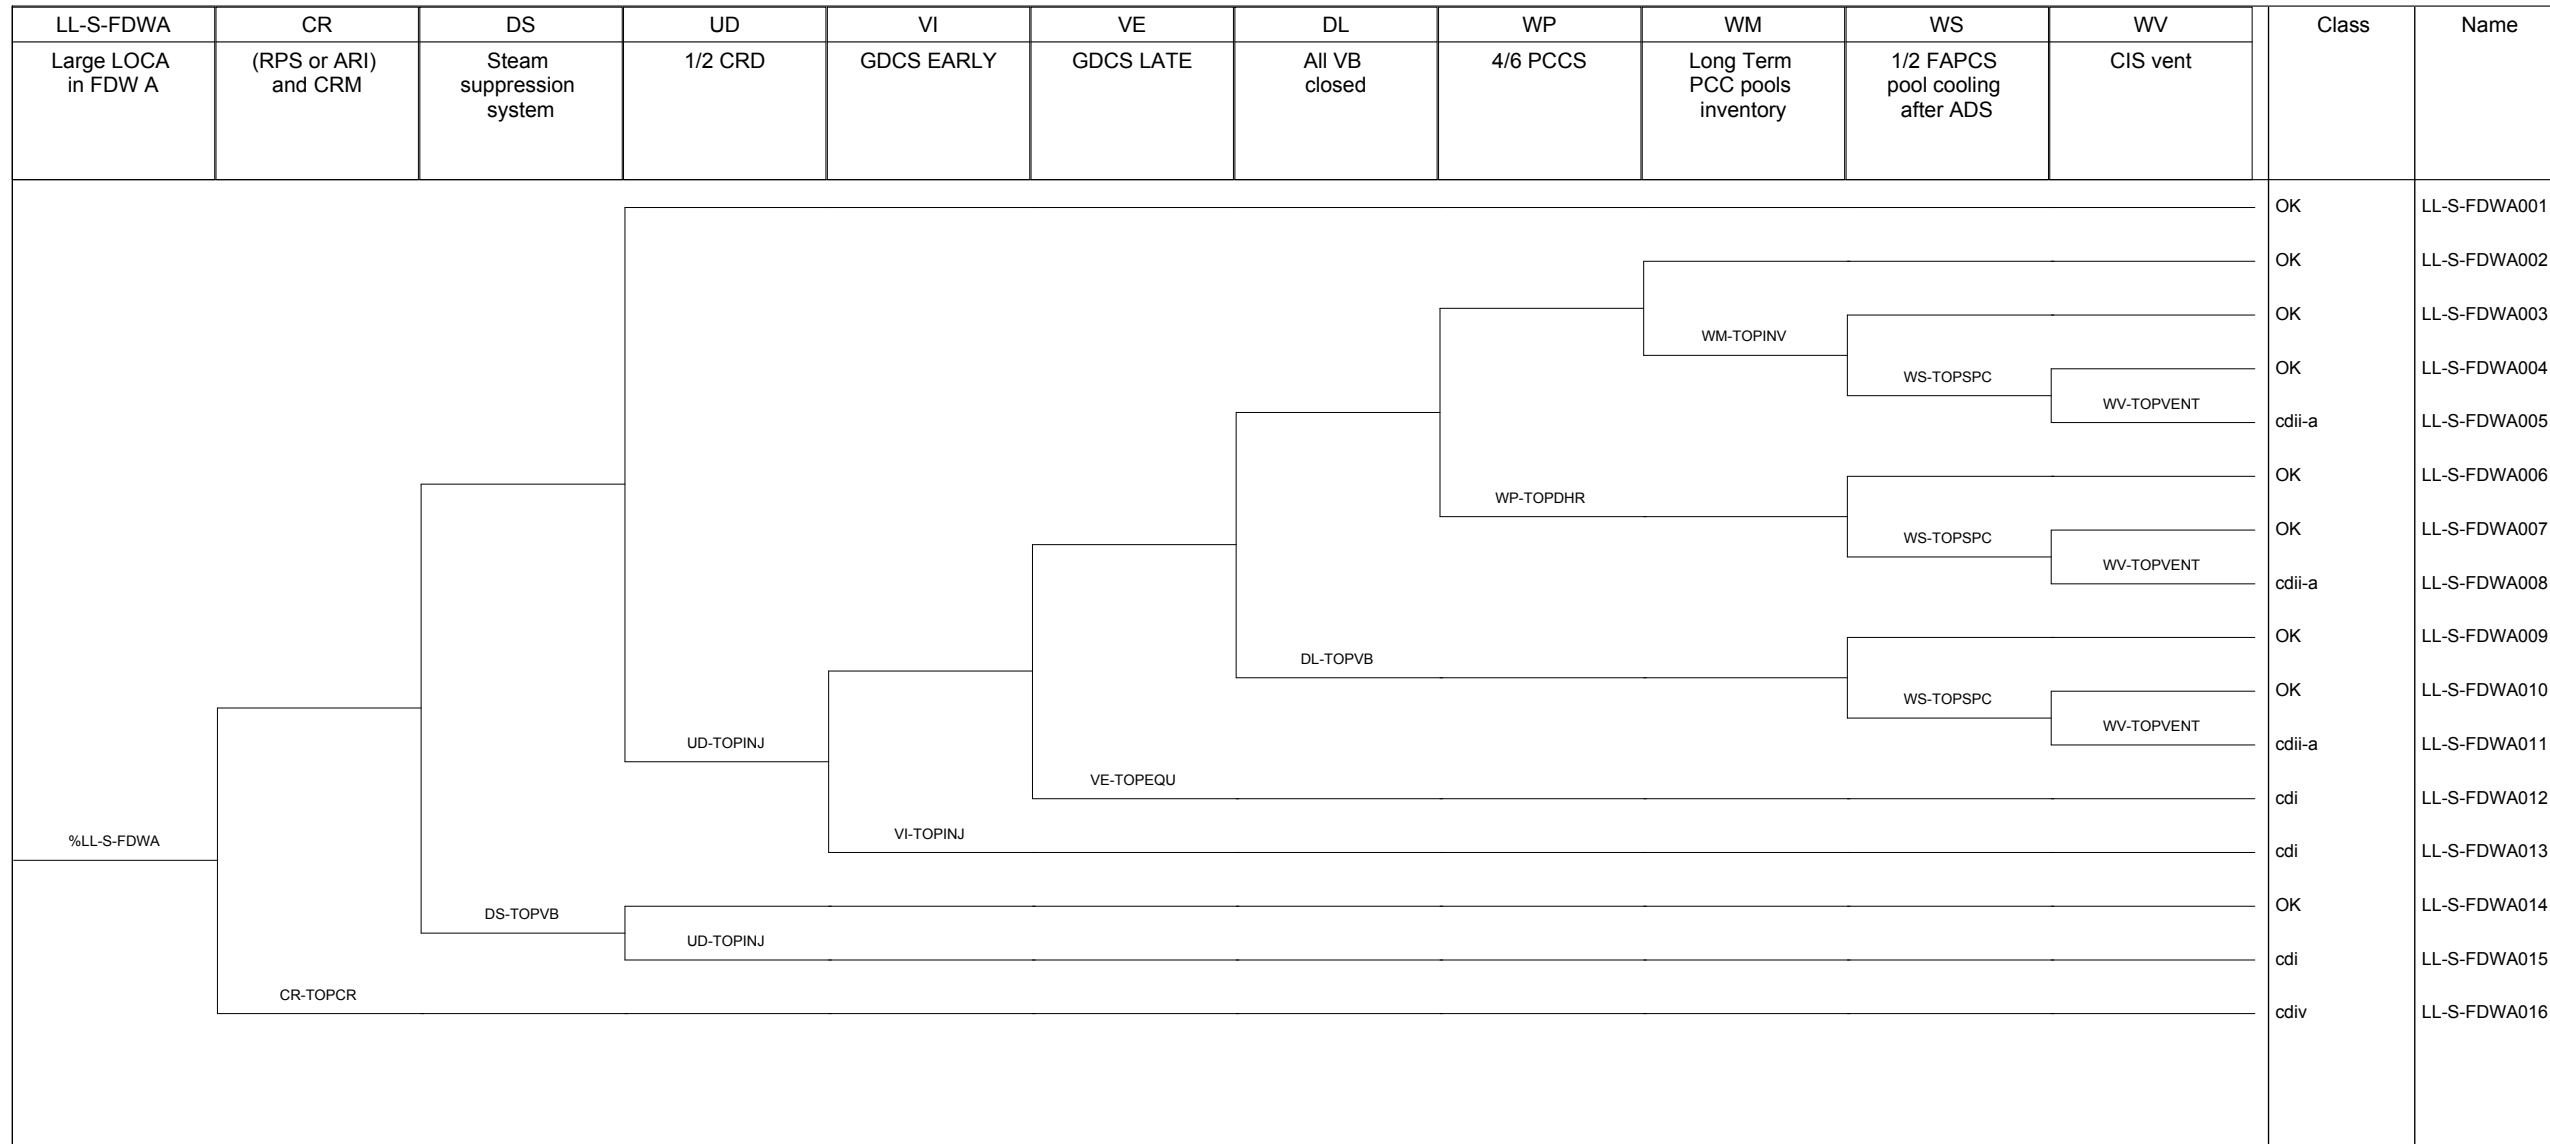 LL-S-FDWA CR DS UD VI VE DL WP WM WS WV Class Name
Large LOCA (RPS or ARI) Steam 1/2 CRD GDCS EARLY GDCS LATE All VB 4/6 PCCS Long Term 1/2 FAPCS CIS vent
in FDW A and CRM suppression closed PCC pools pool cooling
system inventory after ADS
OK LL-S-FDWA001
OK LL-S-FDWA002
OK LL-S-FDWA003
WM-TOPINV
OK LL-S-FDWA004
WS-TOPSPC
WV-TOPVENT
cdii-a LL-S-FDWA005
OK LL-S-FDWA006
WP-TOPDHR
OK LL-S-FDWA007
WS-TOPSPC
WV-TOPVENT
cdii-a LL-S-FDWA008
OK LL-S-FDWA009
DL-TOPVB
OK LL-S-FDWA010
WS-TOPSPC
WV-TOPVENT
UD-TOPINJ cdii-a LL-S-FDWA011
VE-TOPEQU
cdi LL-S-FDWA012
VI-TOPINJ
%LL-S-FDWA
cdi LL-S-FDWA013
OK LL-S-FDWA014
DS-TOPVB
UD-TOPINJ
cdi LL-S-FDWA015
CR-TOPCR
cdiv LL-S-FDWA016